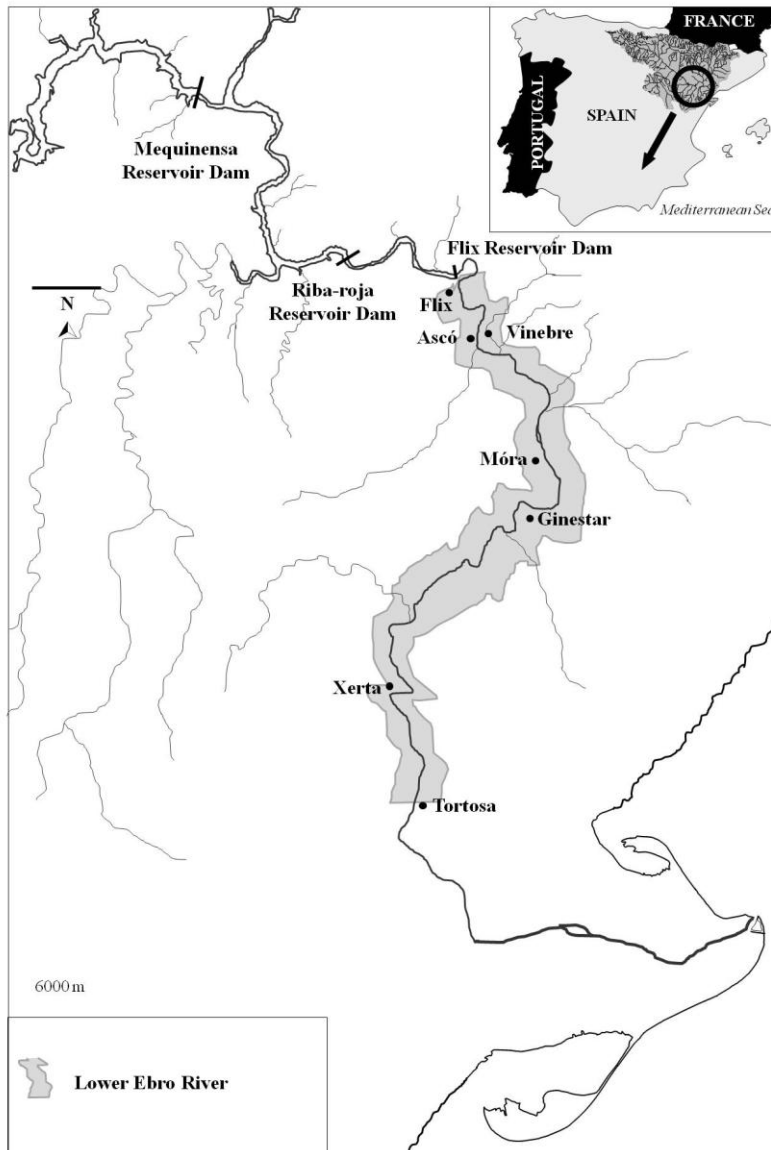 FRANCE
PORTUGAL
SPAIN
Mediterranean Sea
Mequinensa
Reservoir Dam
Flix Reservoir Dam
Riba-roja
Reservoir Dam
N
Flix
Ascó
Vinebre
Móra
Ginestar
Xerta
Tortosa
6000 m
Lower Ebro River